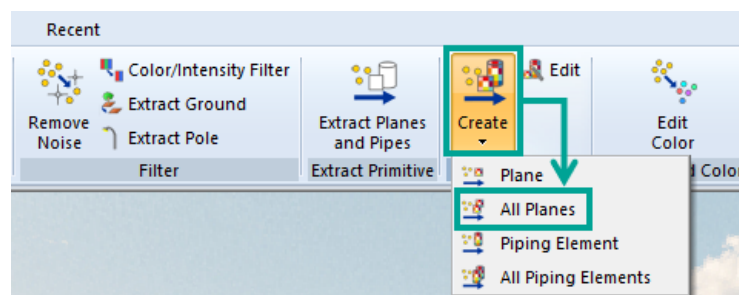 Recent
Color/Intensity Filter
Extract Ground
Extract Pole
Remove
Noise
Filter
Extract Planes
and Pipes
Extract Primitive
Create
Edit
Edit
Color
d Colo
Plane
All Planes
Piping Element
All Piping Elements